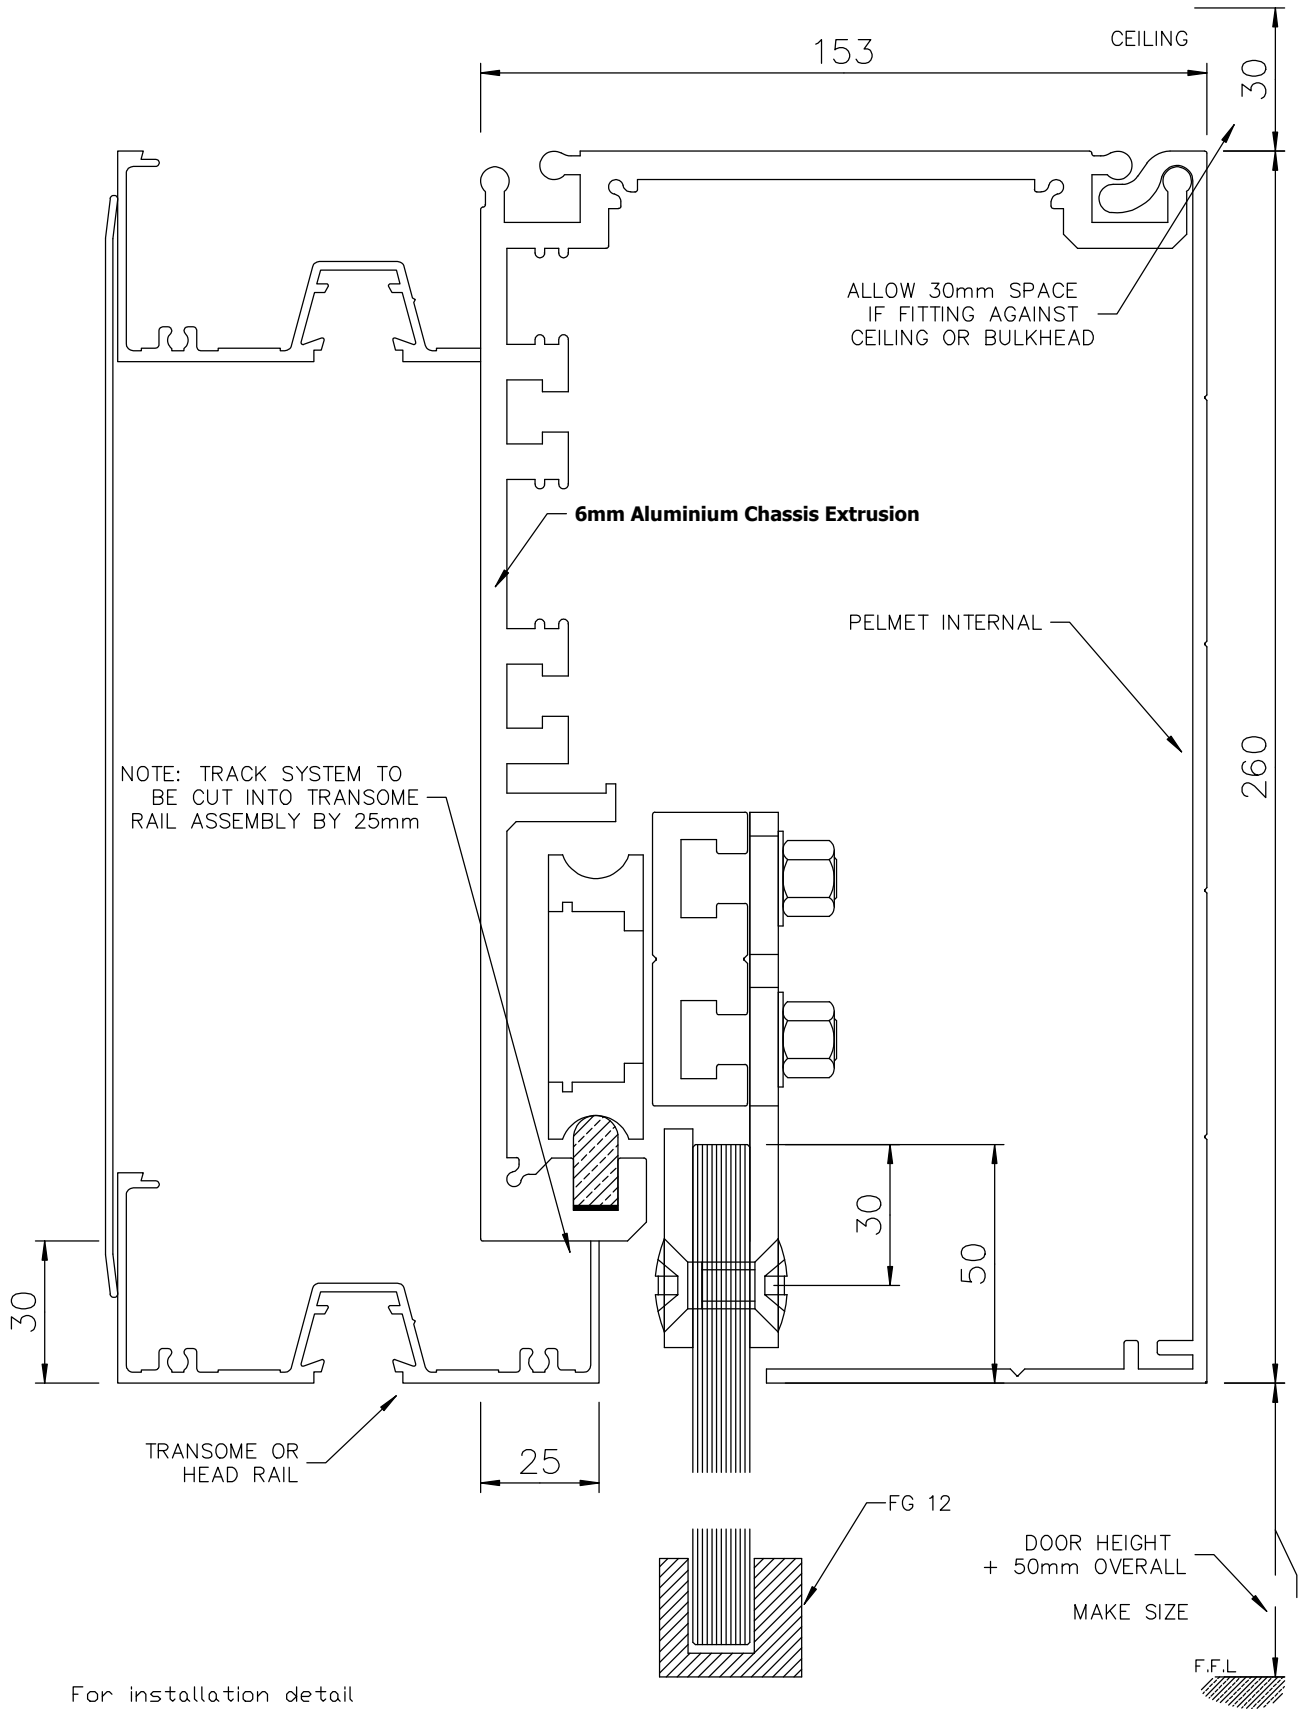 CEILING
153
30
ALLOW 30mm SPACE
IF FITTING AGAINST
CEILING OR BULKHEAD
6mm Aluminium Chassis Extrusion
PELMET INTERNAL
260
NOTE: TRACK SYSTEM TO
BE CUT INTO TRANSOME
RAIL ASSEMBLY BY 25mm
30
50
30
TRANSOME OR
HEAD RAIL
25
FG 12
DOOR HEIGHT
+ 50mm OVERALL
MAKE SIZE
F.F.L
For installation detail